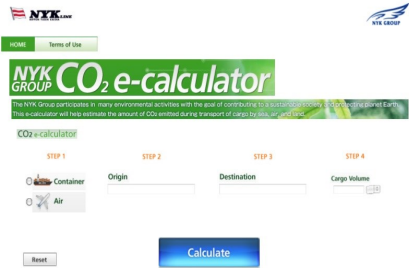 NYK LINE
NYK GROUP
HOME Terms of Use
NYK GROUP CO2 e-calculator
The NYK Group participates in many environmental activities with the goal of contributing to a sustainable society and protecting planet Earth.
This e-calculator will help estimate the amount of CO2 emitted during transport of cargo by sea, air, and land.
CO2 e-calculator
STEP 1 STEP 2 STEP 3 STEP 4
Container Origin Destination Cargo Volume
Air
Reset Calculate